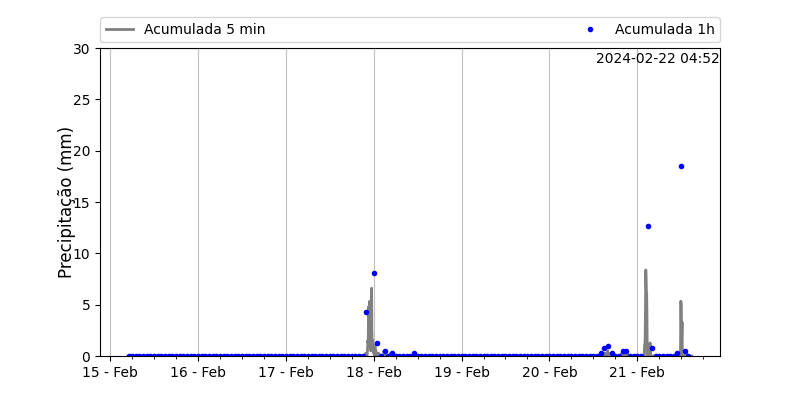 Acumulada 5 min
Acumulada 1h
2024-02-22 04:52
Precipitação (mm)
30
25
20
15
10
5
0
15 - Feb
16 - Feb
17 - Feb
18 - Feb
19 - Feb
20 - Feb
21 - Feb